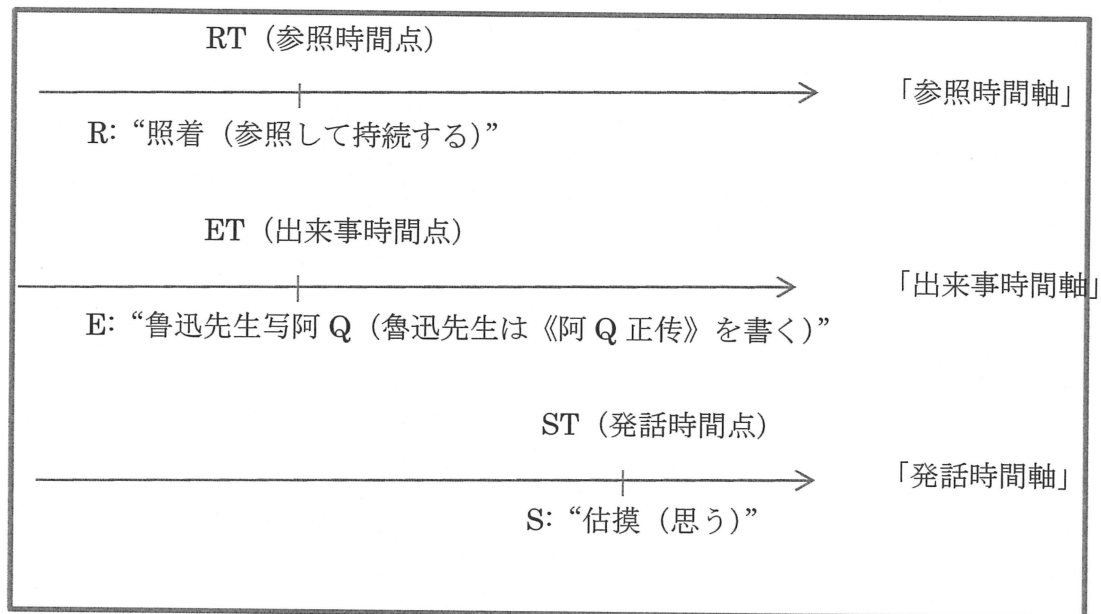 RT（参照時間点）
「参照時間軸」
R: “照着（参照して持続する）”
ET（出来事時間点）
「出来事時間軸」
E: “鲁迅先生写阿 Q（魯迅先生は《阿 Q 正传》を書く）”
ST（発話時間点）
「発話時間軸」
S: “估摸（思う）”